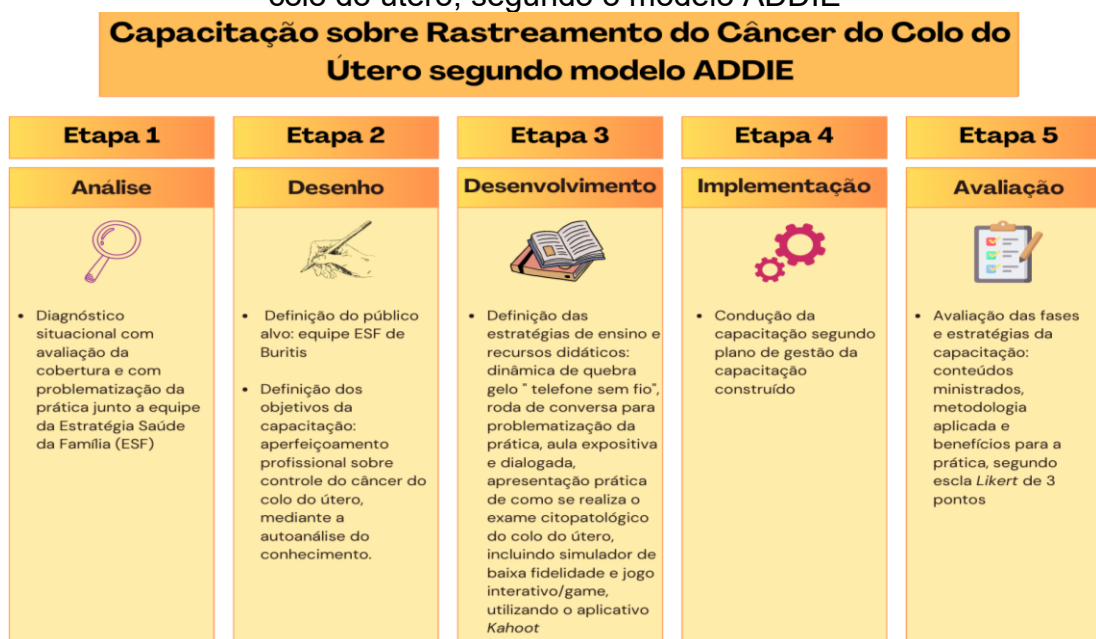 colo do útero, segundo o modelo ADDIE
Capacitação sobre Rastreamento do Câncer do Colo do
Útero segundo modelo ADDIE
Etapa 1
Análise
• Diagnóstico
situacional com
avaliação da
cobertura e com
problematização da
prática junto a equipe
da Estratégia Saúde
da Família (ESF)
Etapa 2
Desenho
• Definição do público
alvo: equipe ESF de
Buritis
• Definição dos
objetivos da
capacitação:
aperfeiçoamento
profissional sobre
controle do câncer do
colo do útero,
mediante a
autoanálise do
conhecimento.
Etapa 3
Desenvolvimento
• Definição das
estratégias de ensino e
recursos didáticos:
dinâmica de quebra
gelo " telefone sem fio",
roda de conversa para
problematização da
prática, aula expositiva
e dialogada,
apresentação prática
de como se realiza o
exame citopatológico
do colo do útero,
incluindo simulador de
baixa fidelidade e jogo
interativo/game,
utilizando o aplicativo
Kahoot
Etapa 4
Implementação
• Condução da
capacitação segundo
plano de gestão da
capacitação
construído
Etapa 5
Avaliação
• Avaliação das fases
e estratégias da
capacitação:
conteúdos
ministrados,
metodologia
aplicada e
benefícios para a
prática, segundo
escla Likert de 3
pontos